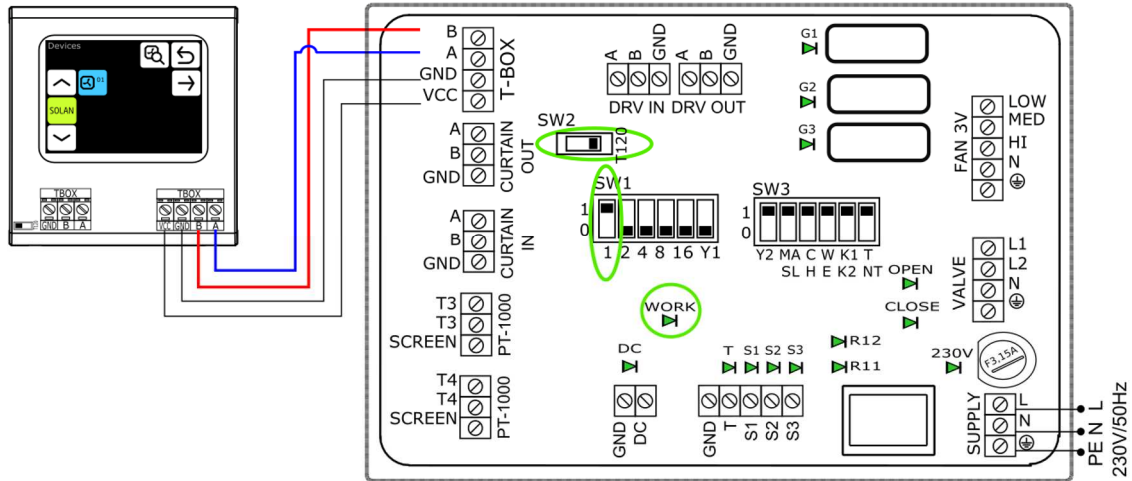 Devices
01
SOLAN
TBOX
GND B A
TBOX
VCC GND B A
B
A
GND
VCC
T-BOX
A
B
GND
CURTAIN
OUT
A
B
GND
CURTAIN
IN
T3
T3
SCREEN
PT-1000
T4
T4
SCREEN
PT-1000
A B GND
DRV IN
A B GND
DRV OUT
SW2
T120
SW1
1
0
1 2 4 8 16 Y1
SW3
1
0
Y2 MA C W K1 T
SL H E K2 NT
G1
G2
G3
LOW
MED
HI
N
FAN 3V
L1
L2
N
VALVE
OPEN
CLOSE
WORK
R12
R11
230V
F3.15A
DC
GND
DC
T S1 S2 S3
GND
T
S1
S2
S3
SUPPLY
L
N
L
N
PE
230V/50Hz